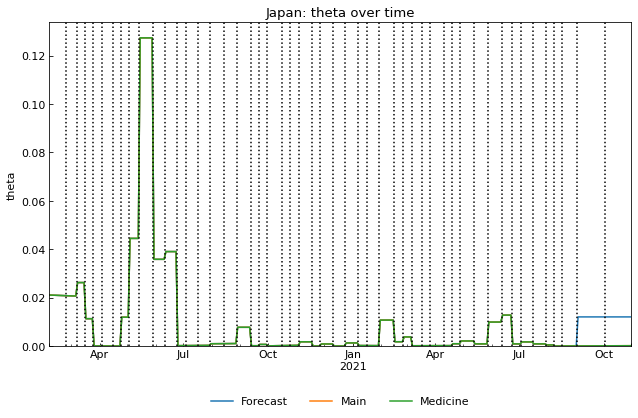 Japan: theta over time
0.12
0.10
0.08
0.06
0.04
0.02
0.00
theta
Apr Jul Oct Jan Apr Jul Oct
2021
Forecast Main Medicine